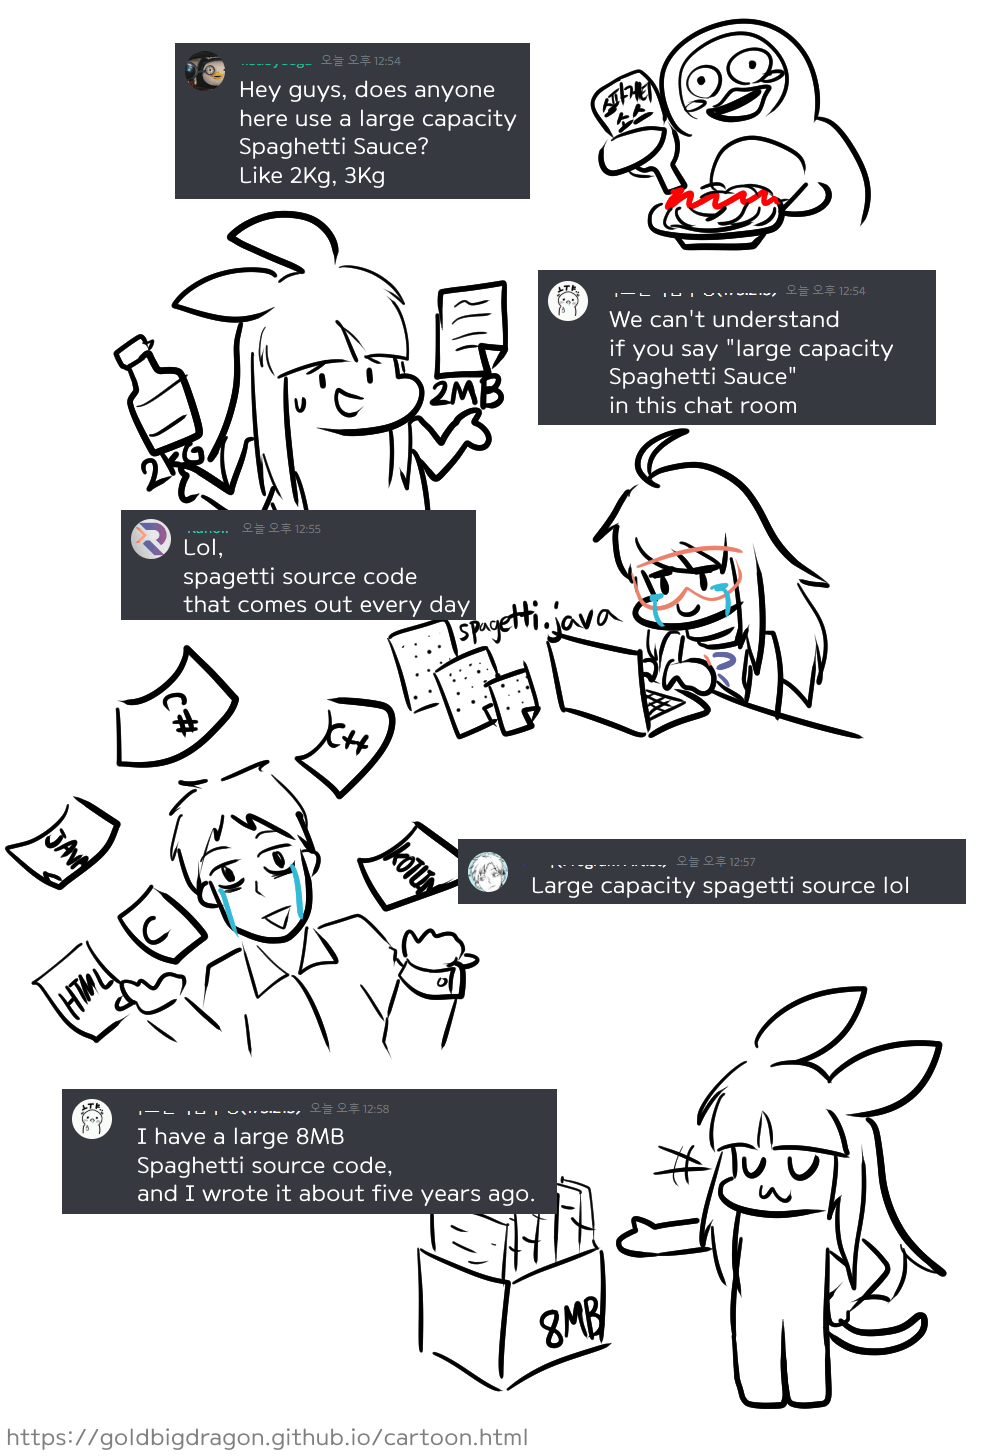 오늘 오후 12:54
Hey guys, does anyone
here use a large capacity
Spaghetti Sauce?
Like 2Kg, 3Kg
스파게티
소스
오늘 오후 12:54
We can't understand
if you say "large capacity
Spaghetti Sauce"
in this chat room
2KG
2MB
오늘 오후 12:55
Lol,
spagetti source code
that comes out every day
spagetti.java
C#
C++
JAVA
KOTLIN
C
HTML
(Program Artist) 오늘 오후 12:57
Large capacity spagetti source lol
오늘 오후 12:58
I have a large 8MB
Spaghetti source code,
and I wrote it about five years ago.
8MB
https://goldbigdragon.github.io/cartoon.html